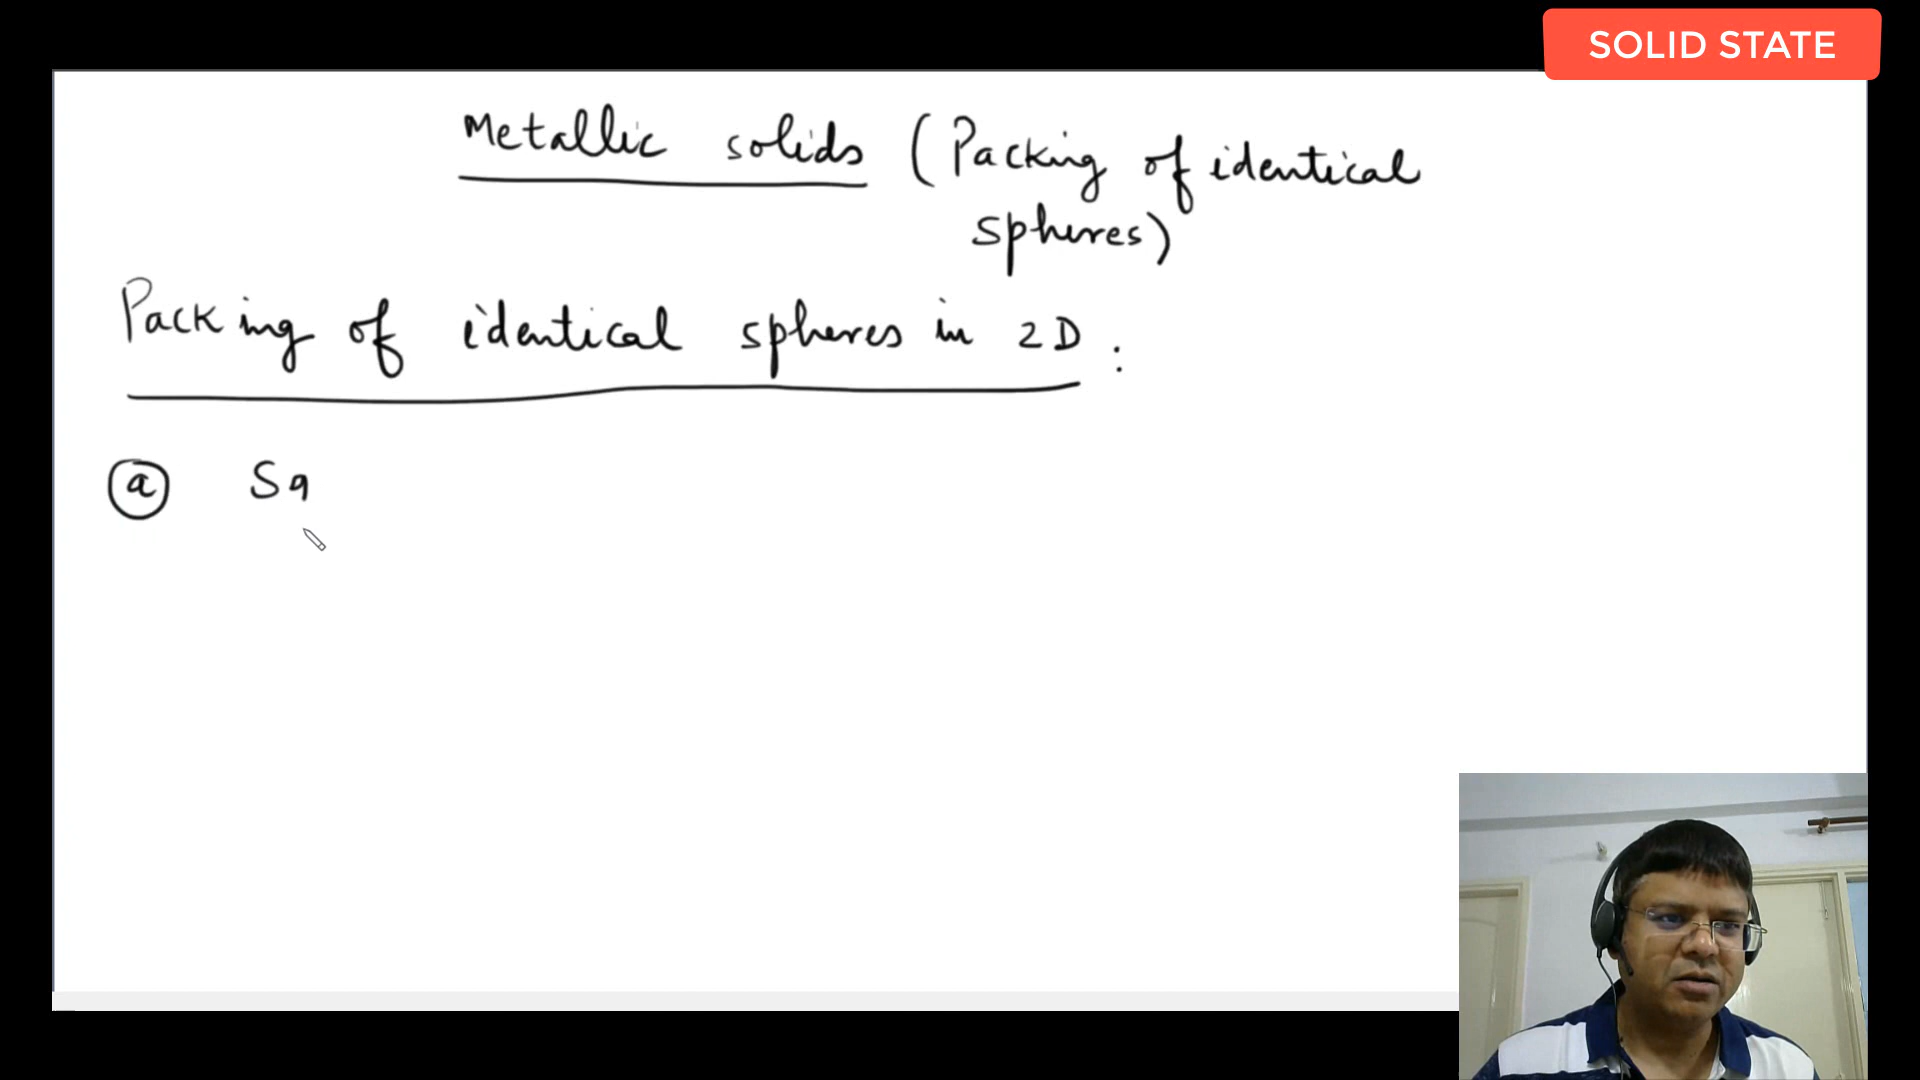 SOLID STATE
Metallic solids (Packing of identical
spheres)
Packing of identical spheres in 2D :
a Sq